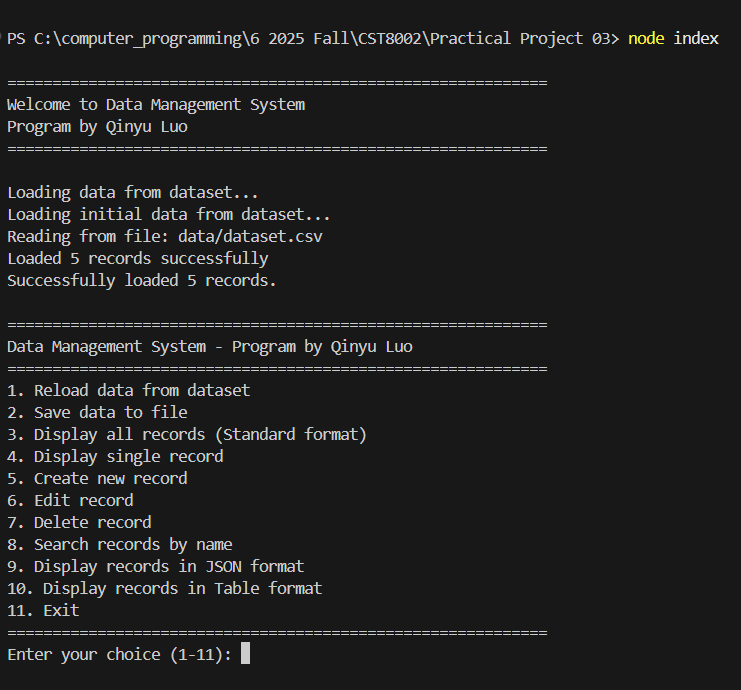 PS C:\computer_programming\6 2025 Fall\CST8002\Practical Project 03> node index
============================================================
Welcome to Data Management System
Program by Qinyu Luo
============================================================
Loading data from dataset...
Loading initial data from dataset...
Reading from file: data/dataset.csv
Loaded 5 records successfully
Successfully loaded 5 records.
============================================================
Data Management System - Program by Qinyu Luo
============================================================
1. Reload data from dataset
2. Save data to file
3. Display all records (Standard format)
4. Display single record
5. Create new record
6. Edit record
7. Delete record
8. Search records by name
9. Display records in JSON format
10. Display records in Table format
11. Exit
============================================================
Enter your choice (1-11):